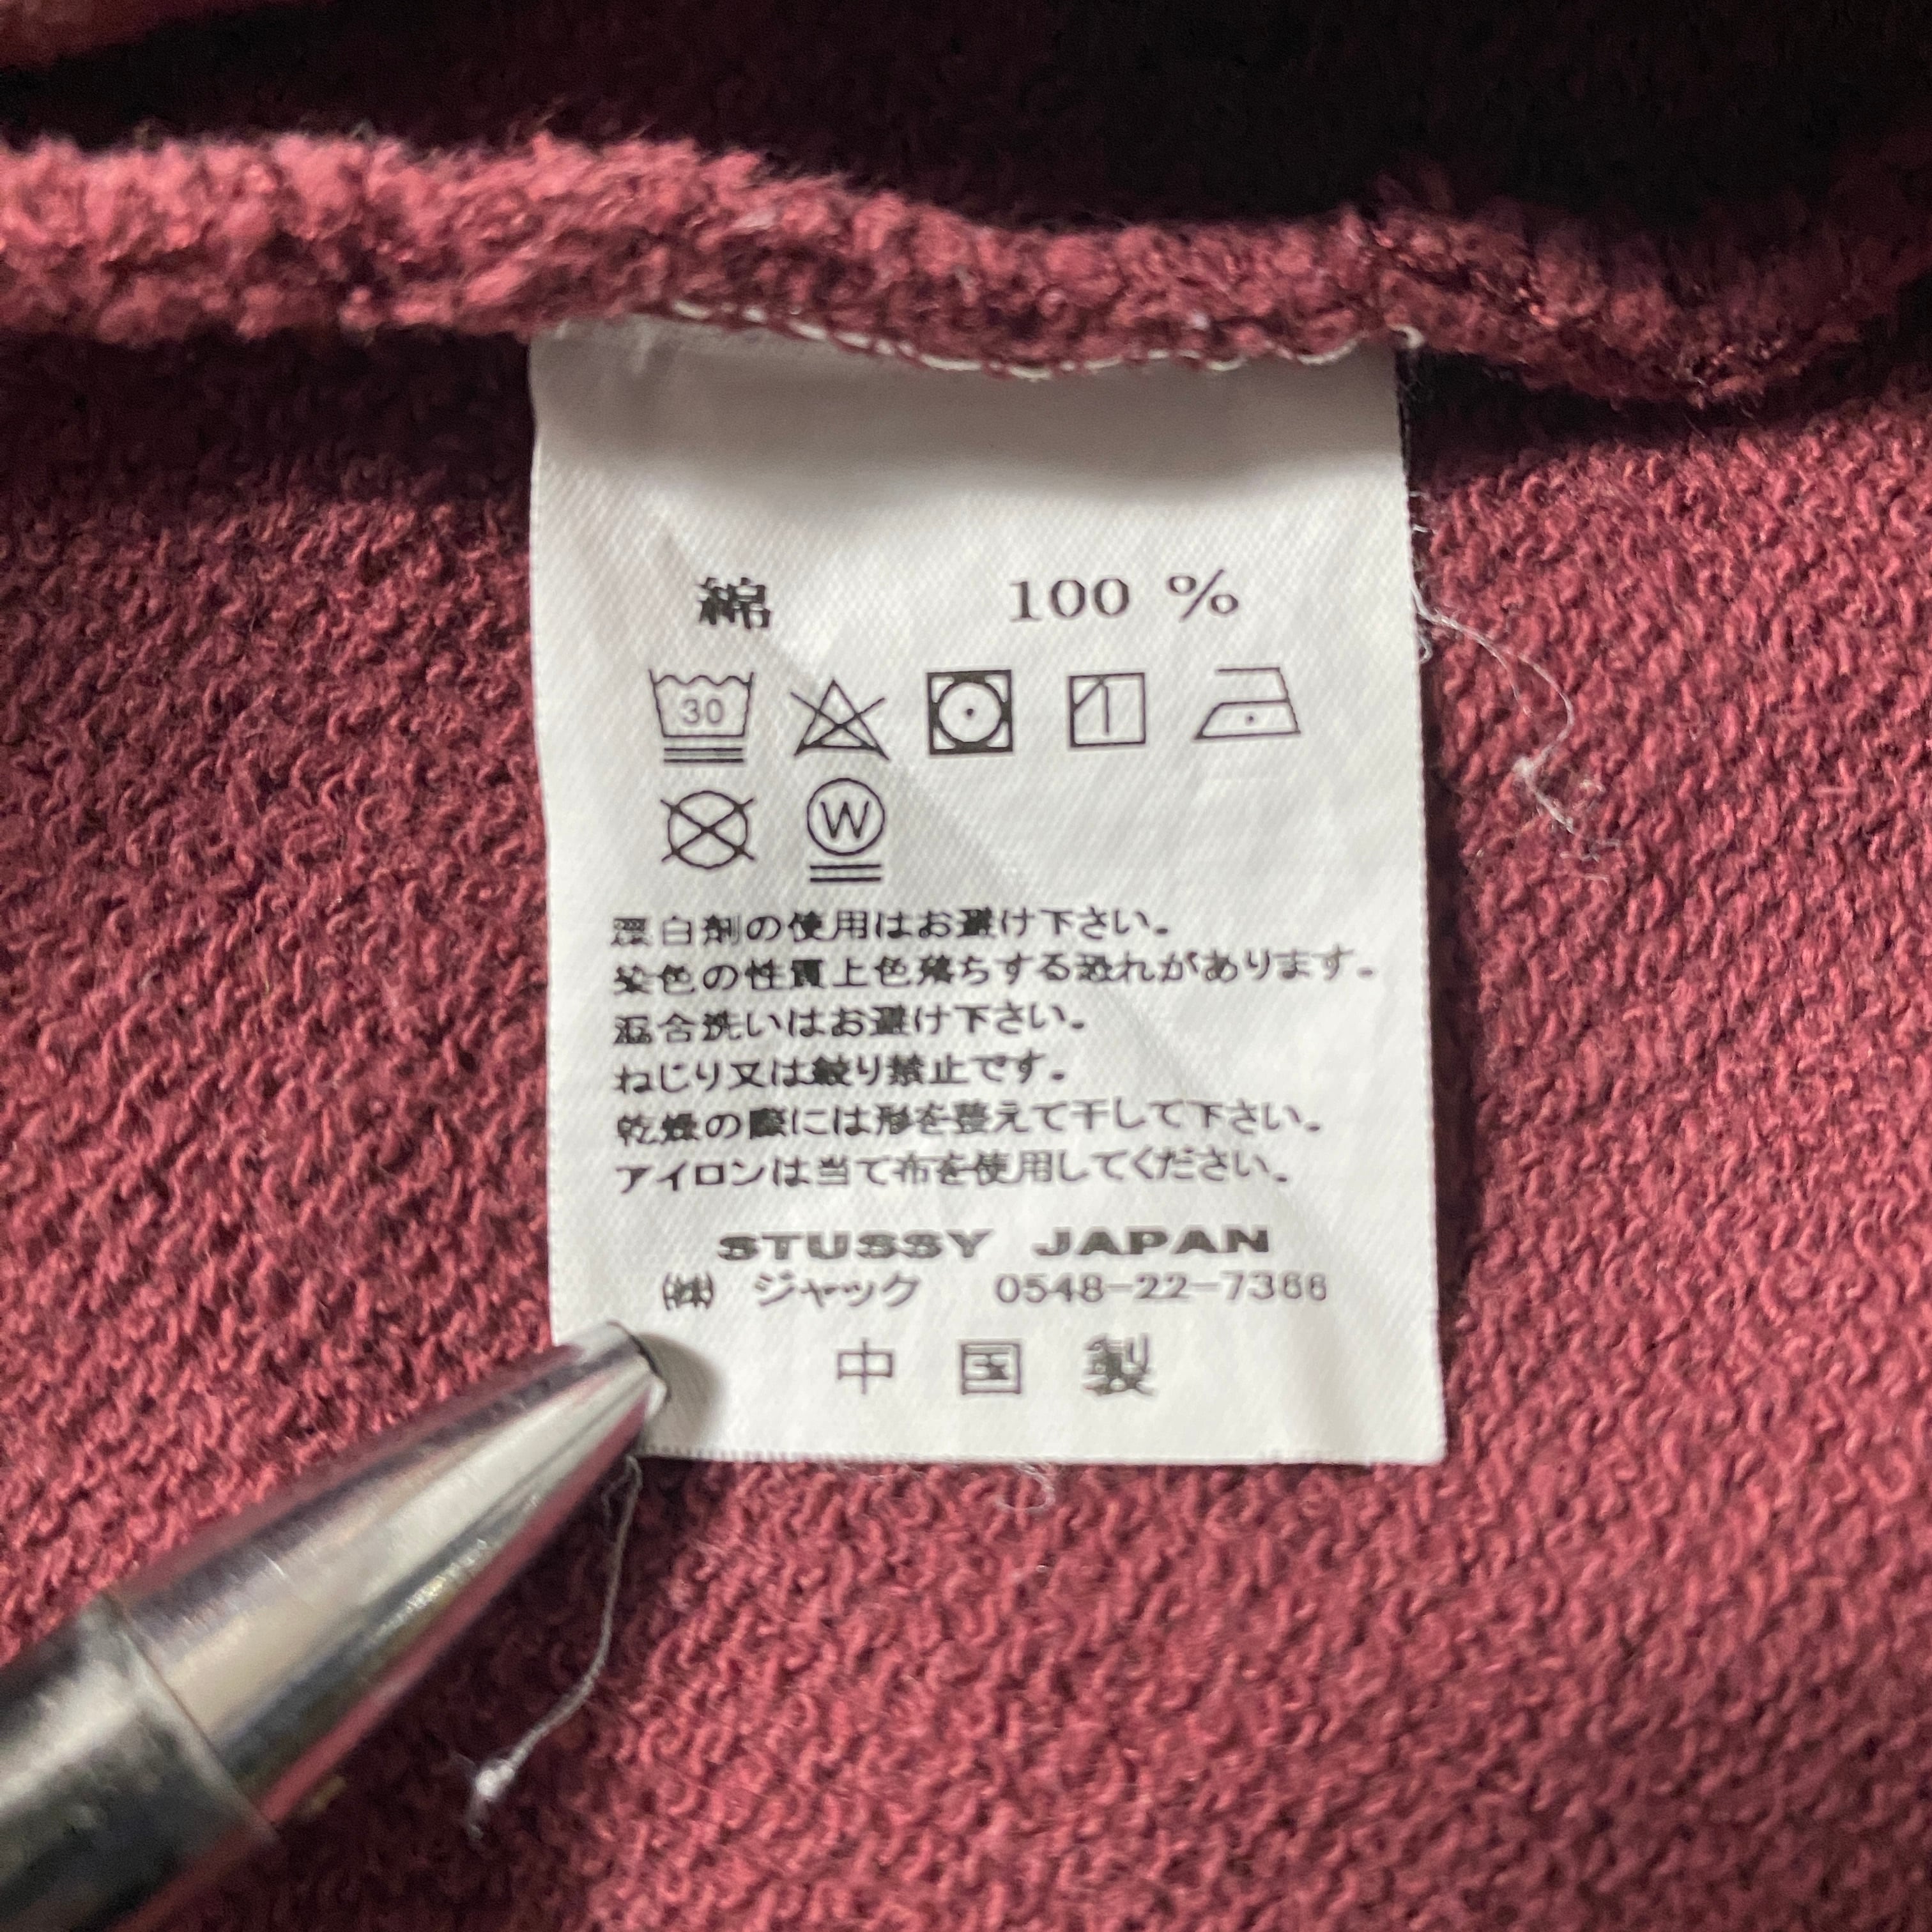 綿 100 %
30
W
漂白剤の使用はお避け下さい。
染色の性質上色落ちする恐れがあります。
混合洗いはお避け下さい。
ねじり又は絞り禁止です。
乾燥の際には形を整えて干して下さい。
アイロンは当て布を使用してください。
STUSSY JAPAN
㈱ ジャック 0548-22-7366
中国製